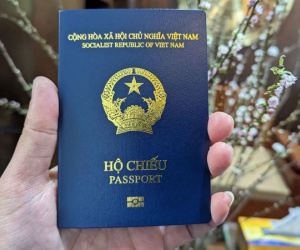 CỘNG HÒA XÃ HỘI CHỦ NGHĨA VIỆT NAM
SOCIALIST REPUBLIC OF VIET NAM
HỘ CHIẾU
PASSPORT